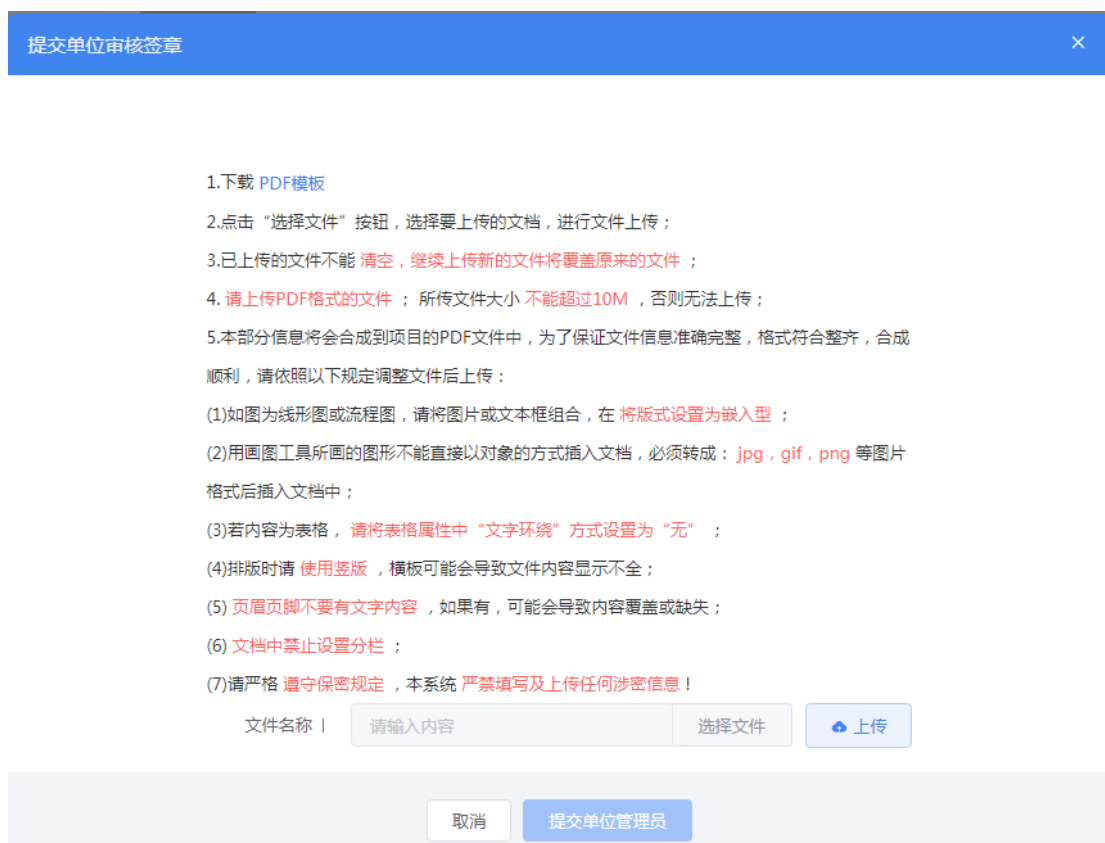 提交单位审核签章
×
1.下载 PDF模板
2.点击“选择文件”按钮，选择要上传的文档，进行文件上传；
3.已上传的文件不能 清空，继续上传新的文件将覆盖原来的文件 ；
4. 请上传PDF格式的文件 ； 所传文件大小 不能超过10M ，否则无法上传；
5.本部分信息将会合成到项目的PDF文件中，为了保证文件信息准确完整，格式符合整齐，合成
顺利，请依照以下规定调整文件后上传：
(1)如图为线形图或流程图，请将图片或文本框组合，在 将版式设置为嵌入型 ；
(2)用画图工具所画的图形不能直接以对象的方式插入文档，必须转成： jpg，gif，png 等图片
格式后插入文档中；
(3)若内容为表格， 请将表格属性中“文字环绕”方式设置为“无” ；
(4)排版时请 使用竖版 ，横板可能会导致文件内容显示不全；
(5) 页眉页脚不要有文字内容 ，如果有，可能会导致内容覆盖或缺失；
(6) 文档中禁止设置分栏 ；
(7)请严格 遵守保密规定 ，本系统 严禁填写及上传任何涉密信息！
文件名称 | 请输入内容 选择文件 上传
取消 提交单位管理员